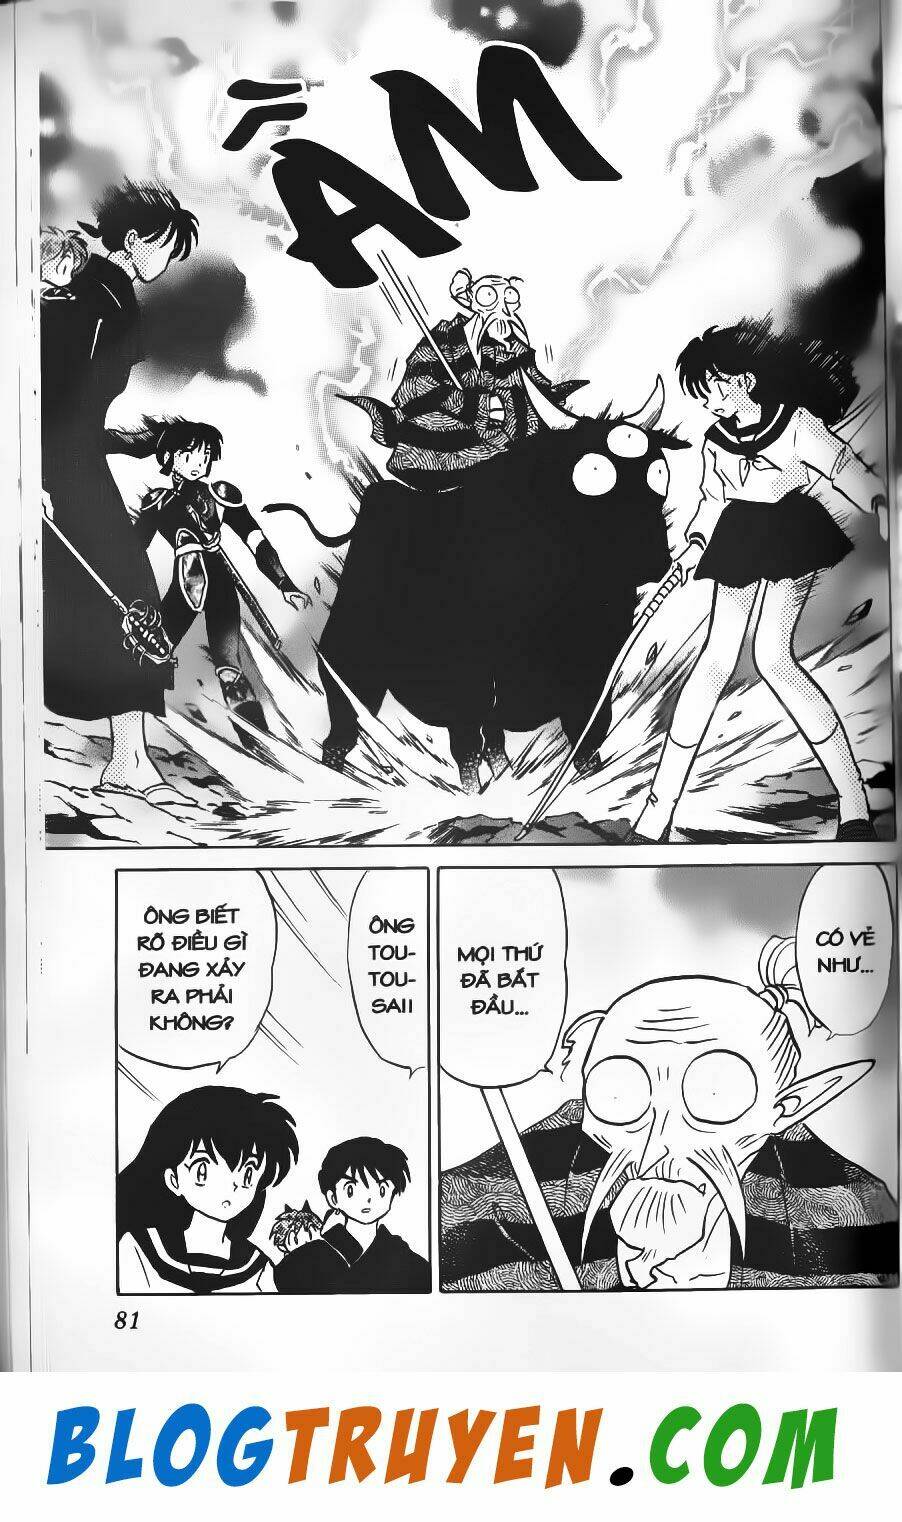 ẦM
CÓ VẺ
NHƯ...
MỌI THỨ
ĐÃ BẮT
ĐẦU...
ÔNG
TOU-
TOU-
SAI!
ÔNG BIẾT
RÕ ĐIỀU GÌ
ĐANG XẢY
RA PHẢI
KHÔNG?
81
BLOGTRUYEN.COM